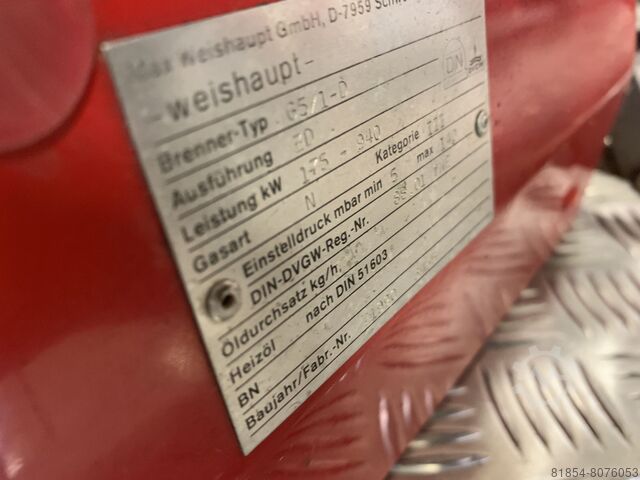 Max Weishaupt GmbH, D-7959
-weishaupt-
Brenner-Typ G5/1-D
DIN
Ausführung ZD
Leistung kW 175 - 940 Kategorie III
Gasart N
Einstelldruck mbar min 5 max
DIN-DVGW-Reg.-Nr.
Öldurchsatz kg/h
Heizöl nach DIN 51603
BN
Baujahr/Fabr.-Nr.
81854-8076053